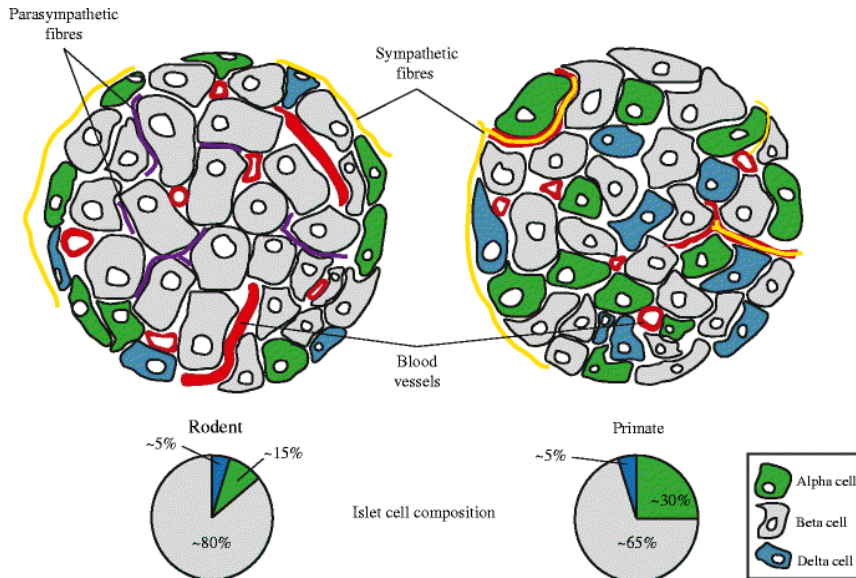 Parasympathetic
fibres
Sympathetic
fibres
Blood
vessels
Rodent
~5%
~15%
~80%
Islet cell composition
Primate
~5%
~30%
~65%
Alpha cell
Beta cell
Delta cell